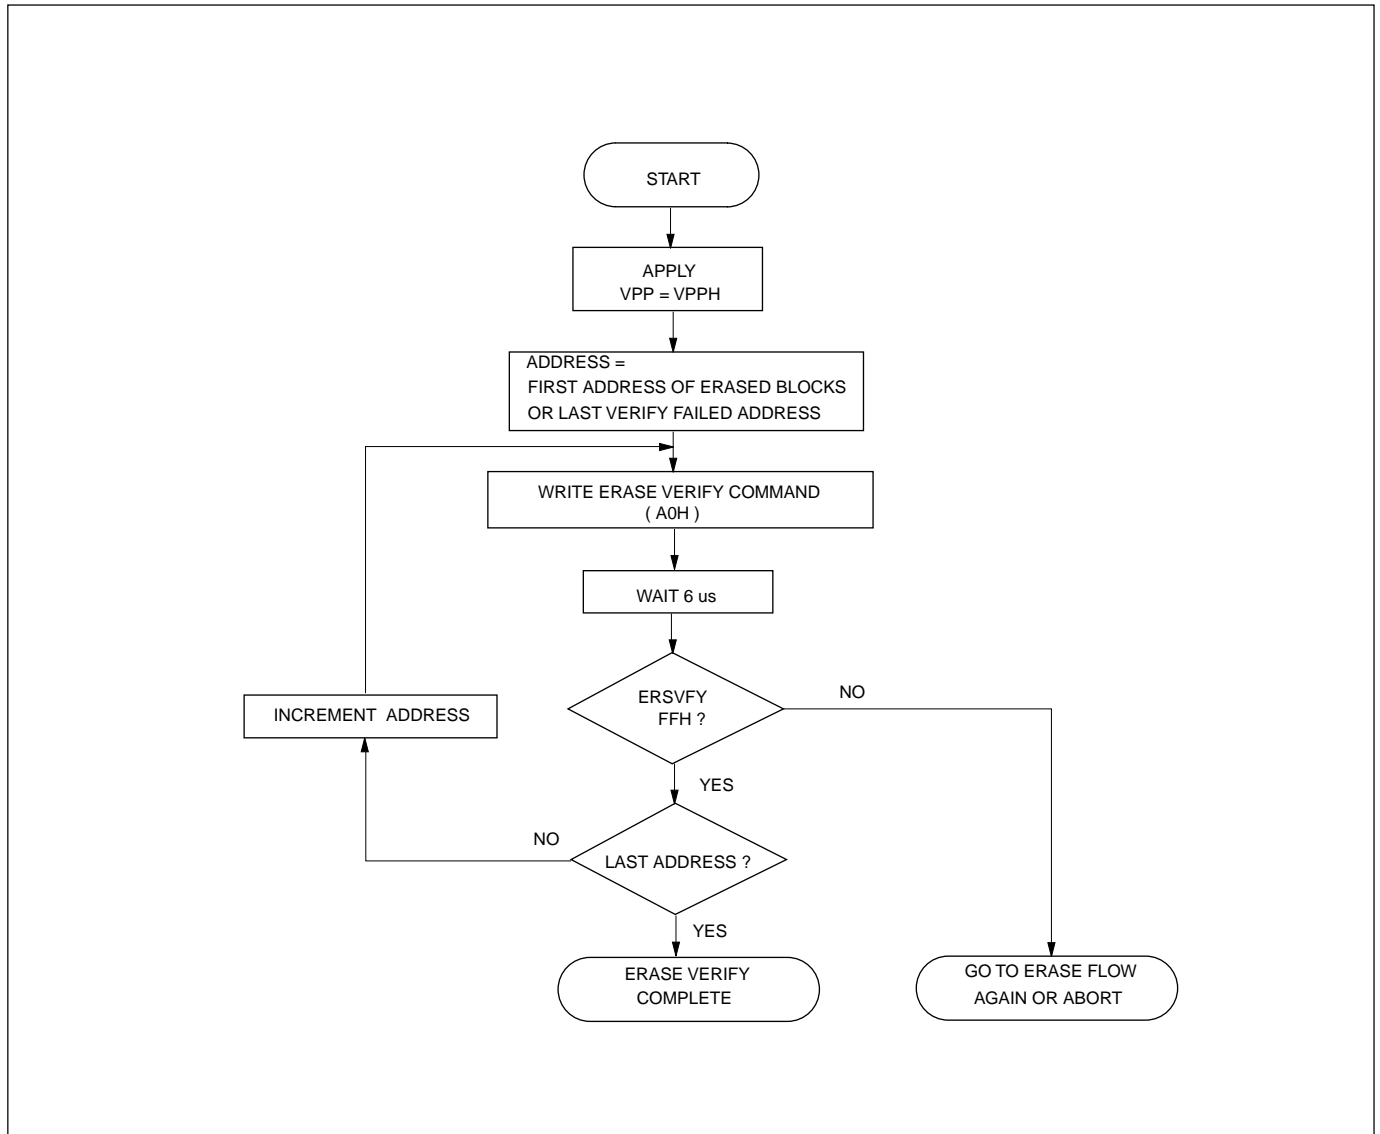 START
APPLY
VPP = VPPH
ADDRESS =
FIRST ADDRESS OF ERASED BLOCKS
OR LAST VERIFY FAILED ADDRESS
WRITE ERASE VERIFY COMMAND
( A0H )
WAIT 6 us
ERSVFY
FFH ?
NO
INCREMENT  ADDRESS
YES
NO
LAST ADDRESS ?
YES
ERASE VERIFY
COMPLETE
GO TO ERASE FLOW
AGAIN OR ABORT